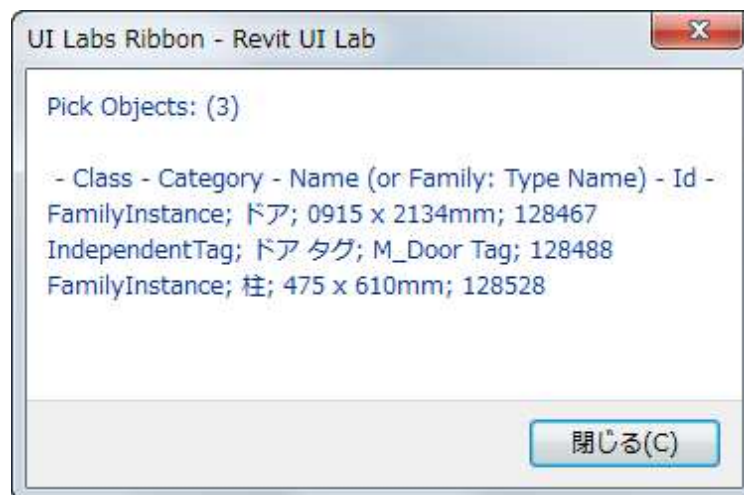 UI Labs Ribbon - Revit UI Lab
Pick Objects: (3)
- Class - Category - Name (or Family: Type Name) - Id -
FamilyInstance; ドア; 0915 x 2134mm; 128467
IndependentTag; ドア タグ; M_Door Tag; 128488
FamilyInstance; 柱; 475 x 610mm; 128528
閉じる(C)